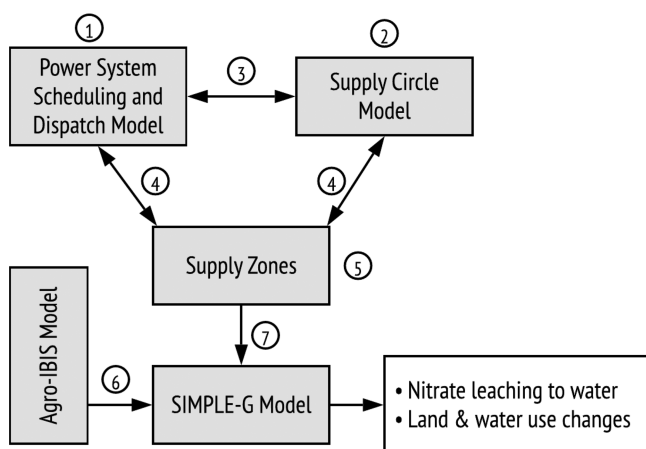 ①
②
Power System
Scheduling and
Dispatch Model
③
Supply Circle
Model
④
④
Supply Zones
⑤
Agro-IBIS Model
⑦
⑥
SIMPLE-G Model
• Nitrate leaching to water
• Land & water use changes